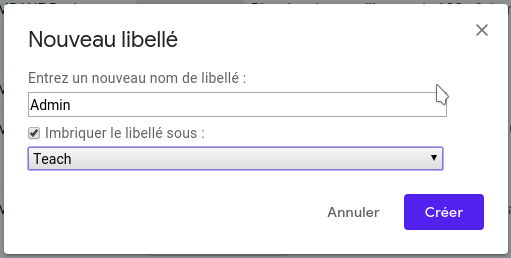 Nouveau libellé
Entrez un nouveau nom de libellé :
Admin
Imbriquer le libellé sous :
Teach
Annuler
Créer